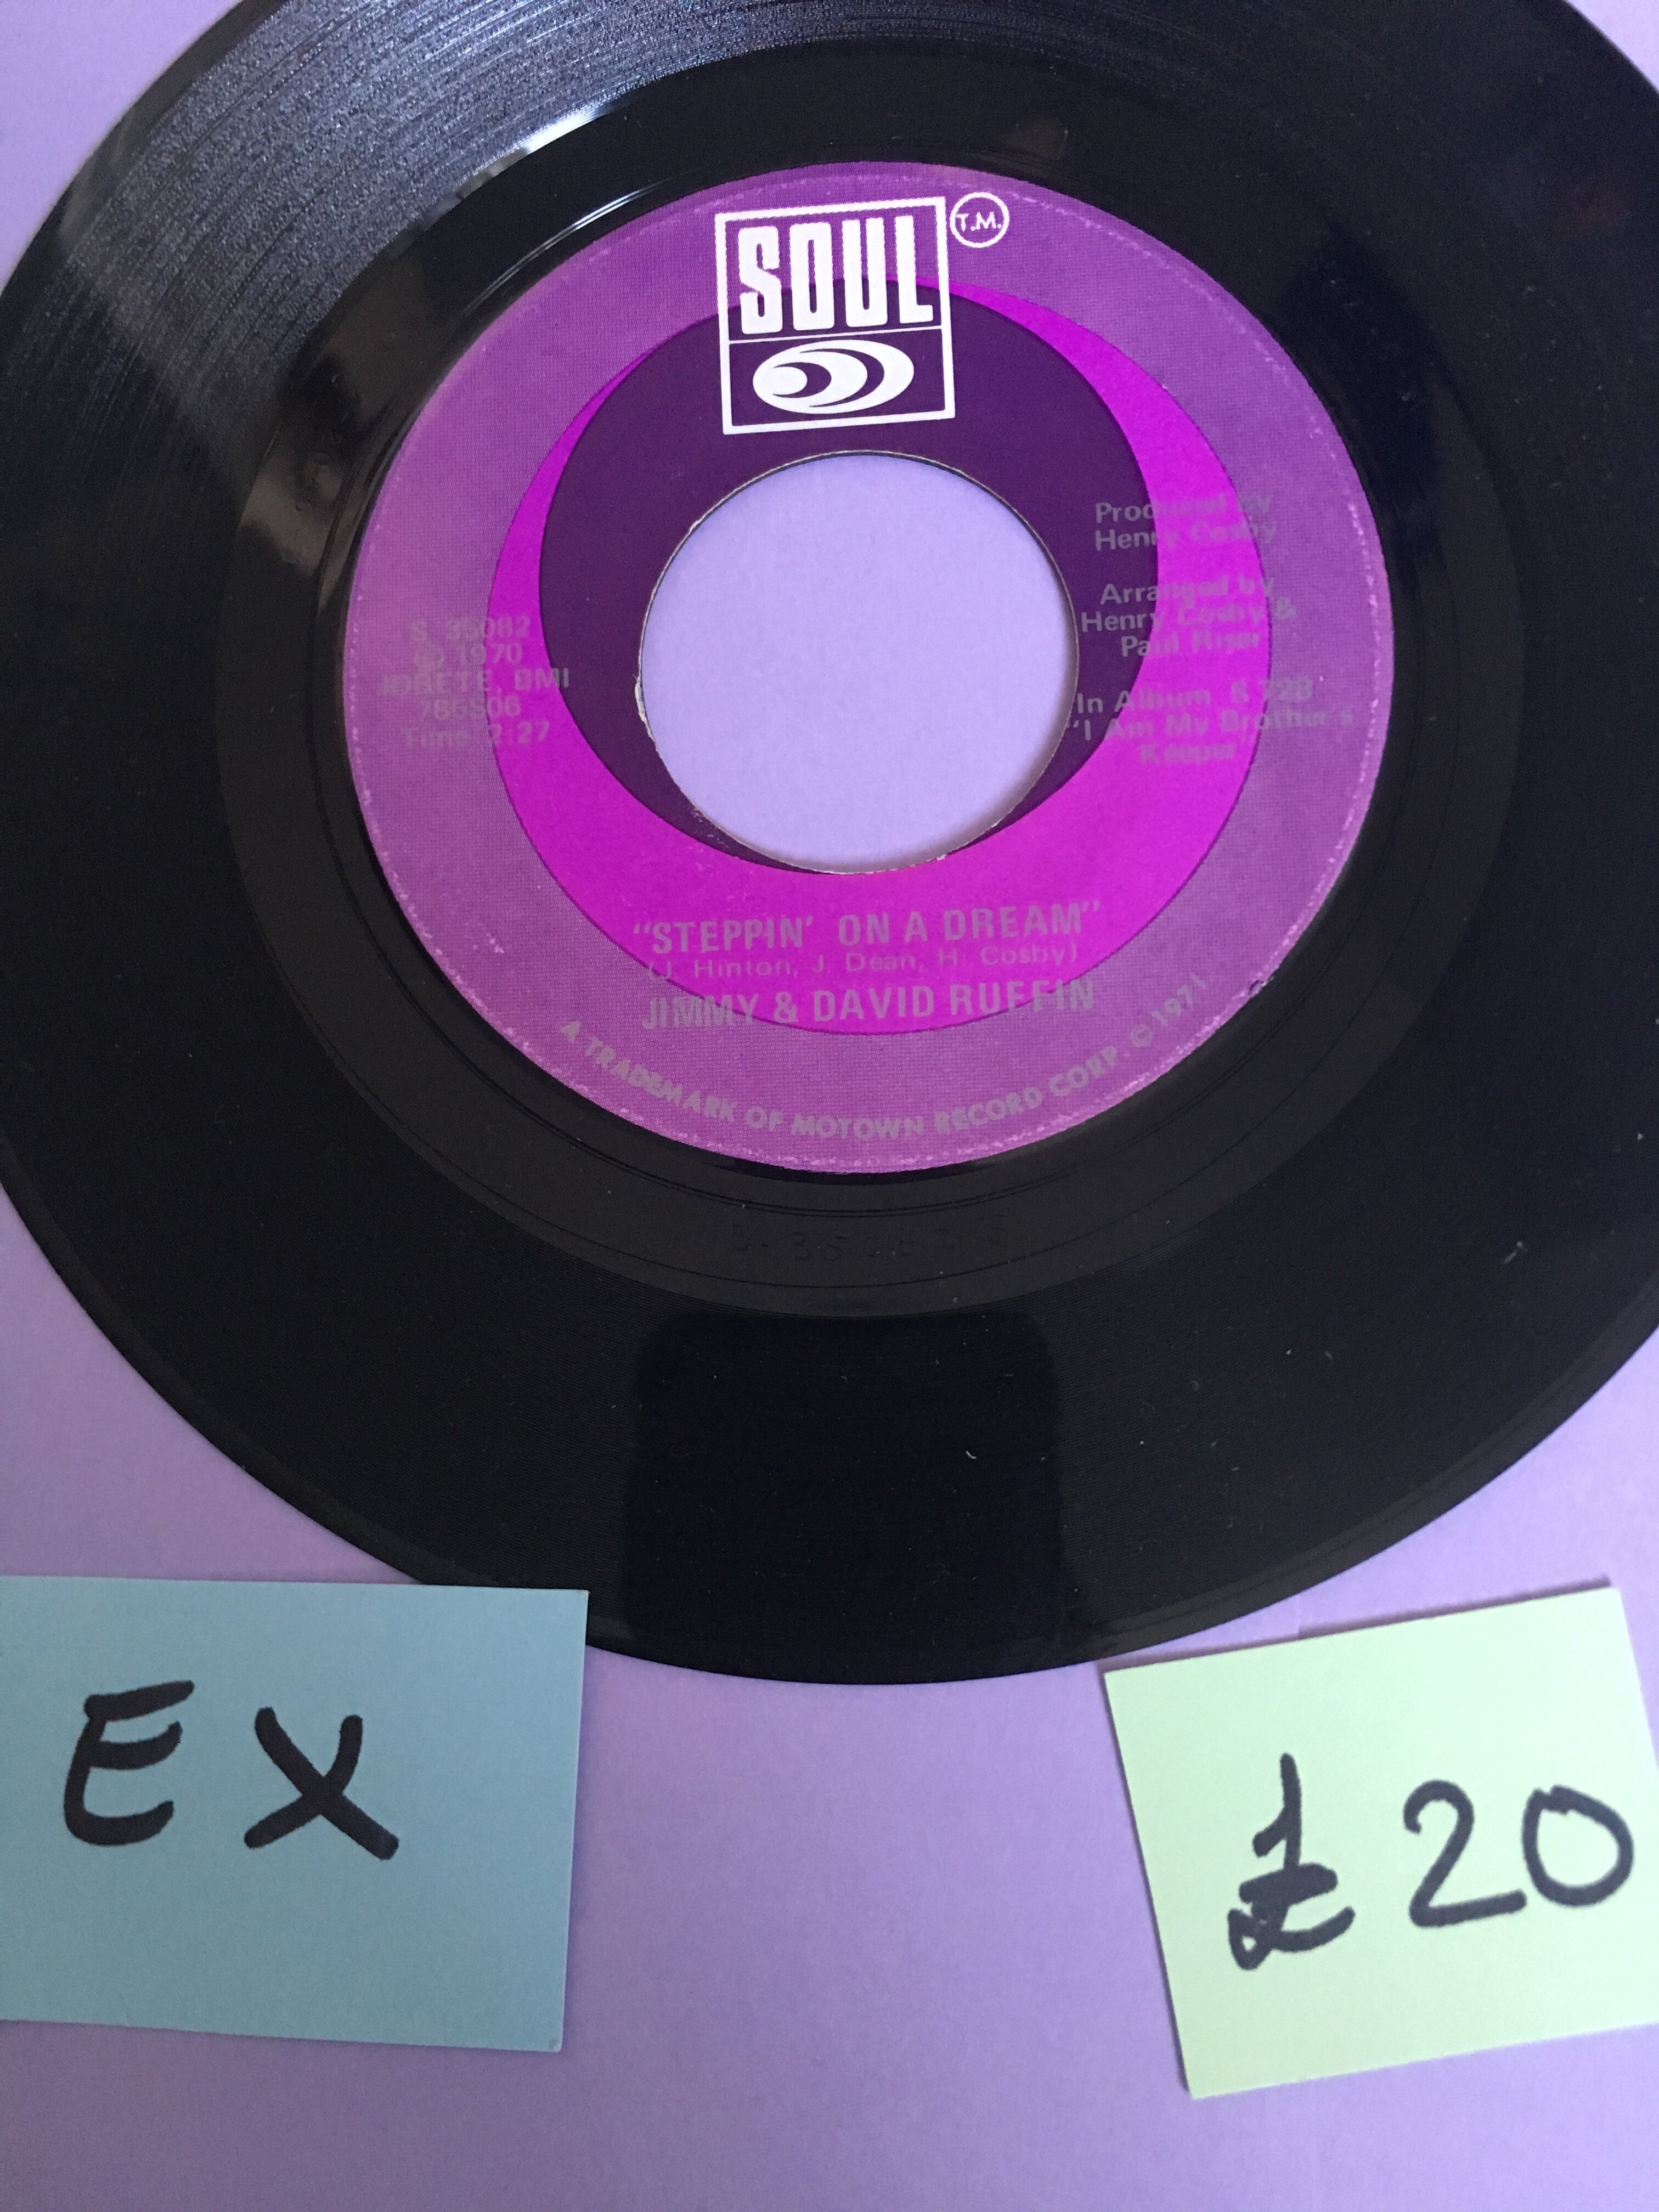 SOUL
T.M.
Produced by
Henry Cosby
Arranged by
Henry Cosby &
Paul Riser
In Album S 728
"I Am My Brother's
Keeper
S 35082
1970
JOBETE, BMI
785S06
Time 2:27
"STEPPIN' ON A DREAM"
(J. Hinton, J. Dean, H. Cosby)
JIMMY & DAVID RUFFIN
A TRADEMARK OF MOTOWN RECORD CORP. © 1971
EX
£20